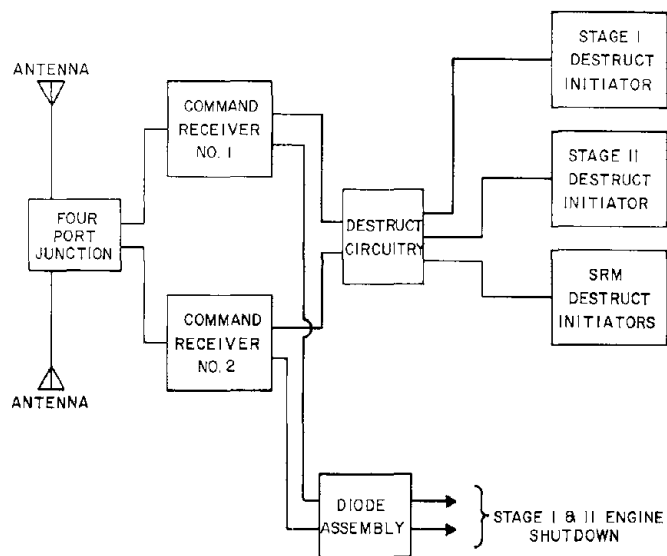 ANTENNA
FOUR
PORT
JUNCTION
ANTENNA
COMMAND
RECEIVER
NO. 1
COMMAND
RECEIVER
NO. 2
DESTRUCT
CIRCUITRY
STAGE I
DESTRUCT
INITIATOR
STAGE II
DESTRUCT
INITIATOR
SRM
DESTRUCT
INITIATORS
DIODE
ASSEMBLY
STAGE I & II ENGINE
SHUTDOWN